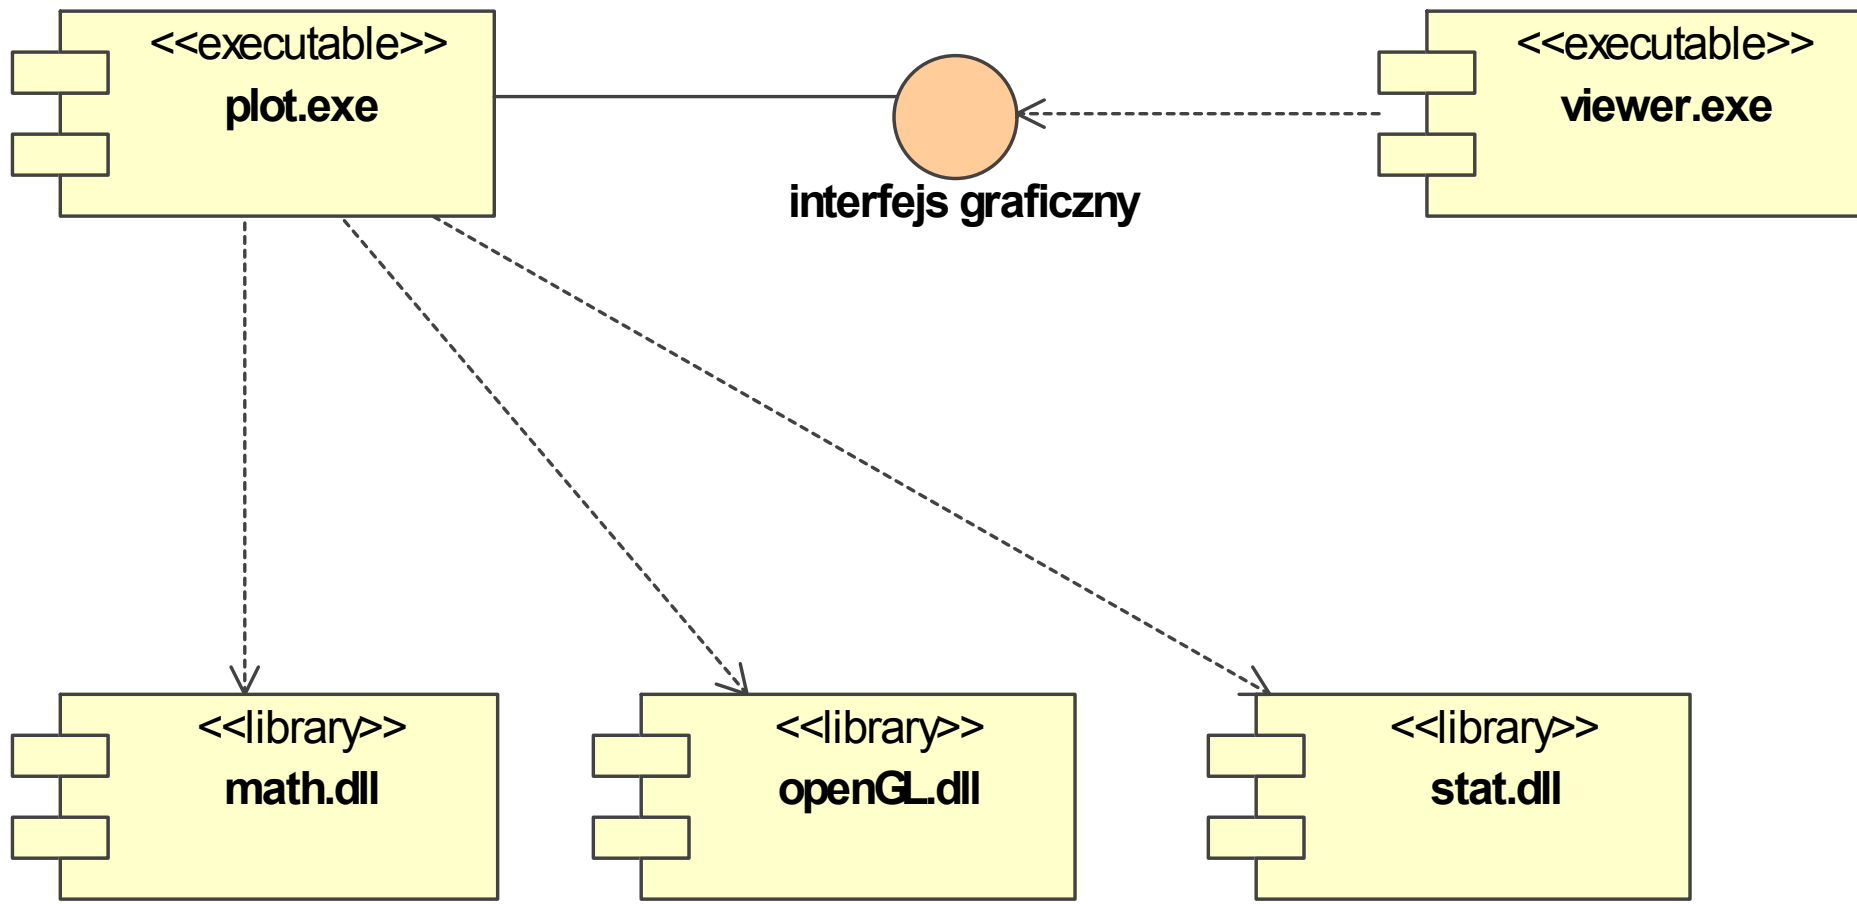 <<executable>>
plot.exe
<<executable>>
viewer.exe
interfejs graficzny
<<library>>
math.dll
<<library>>
openGL.dll
<<library>>
stat.dll